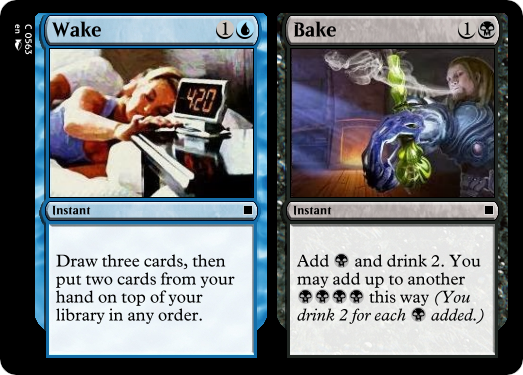 C 0563
en
Wake 1
4:20
Instant
Draw three cards, then
put two cards from your
hand on top of your
library in any order.
Bake 1
Instant
Add and drink 2. You
may add up to another
this way (You
drink 2 for each added.)